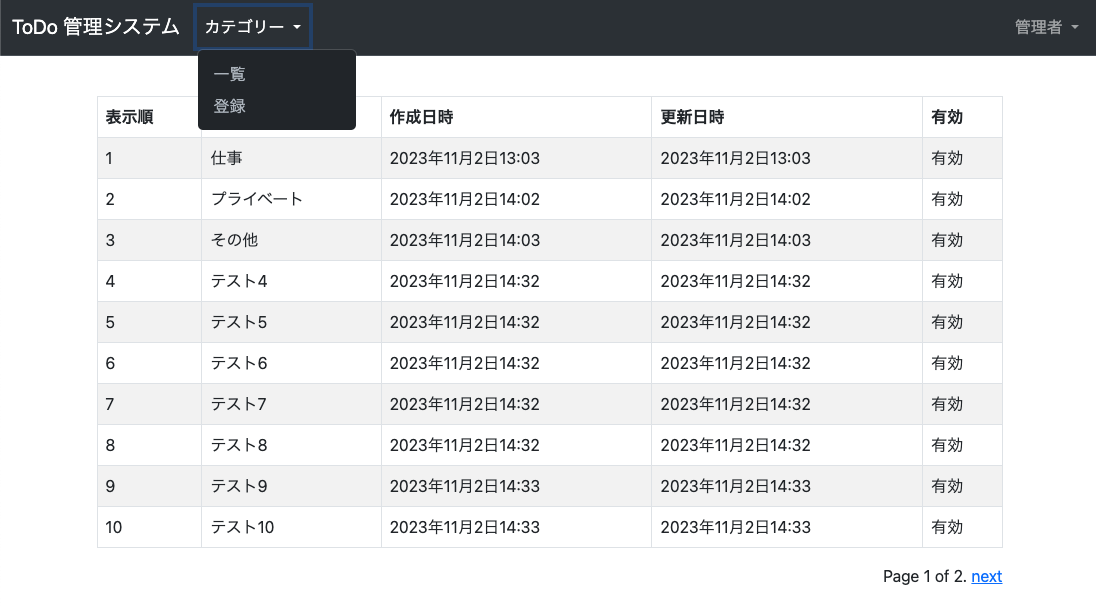 ToDo 管理システム カテゴリー 管理者
一覧
登録
表示順 作成日時 更新日時 有効
1 仕事 2023年11月2日13:03 2023年11月2日13:03 有効
2 プライベート 2023年11月2日14:02 2023年11月2日14:02 有効
3 その他 2023年11月2日14:03 2023年11月2日14:03 有効
4 テスト4 2023年11月2日14:32 2023年11月2日14:32 有効
5 テスト5 2023年11月2日14:32 2023年11月2日14:32 有効
6 テスト6 2023年11月2日14:32 2023年11月2日14:32 有効
7 テスト7 2023年11月2日14:32 2023年11月2日14:32 有効
8 テスト8 2023年11月2日14:32 2023年11月2日14:32 有効
9 テスト9 2023年11月2日14:33 2023年11月2日14:33 有効
10 テスト10 2023年11月2日14:33 2023年11月2日14:33 有効
Page 1 of 2. next